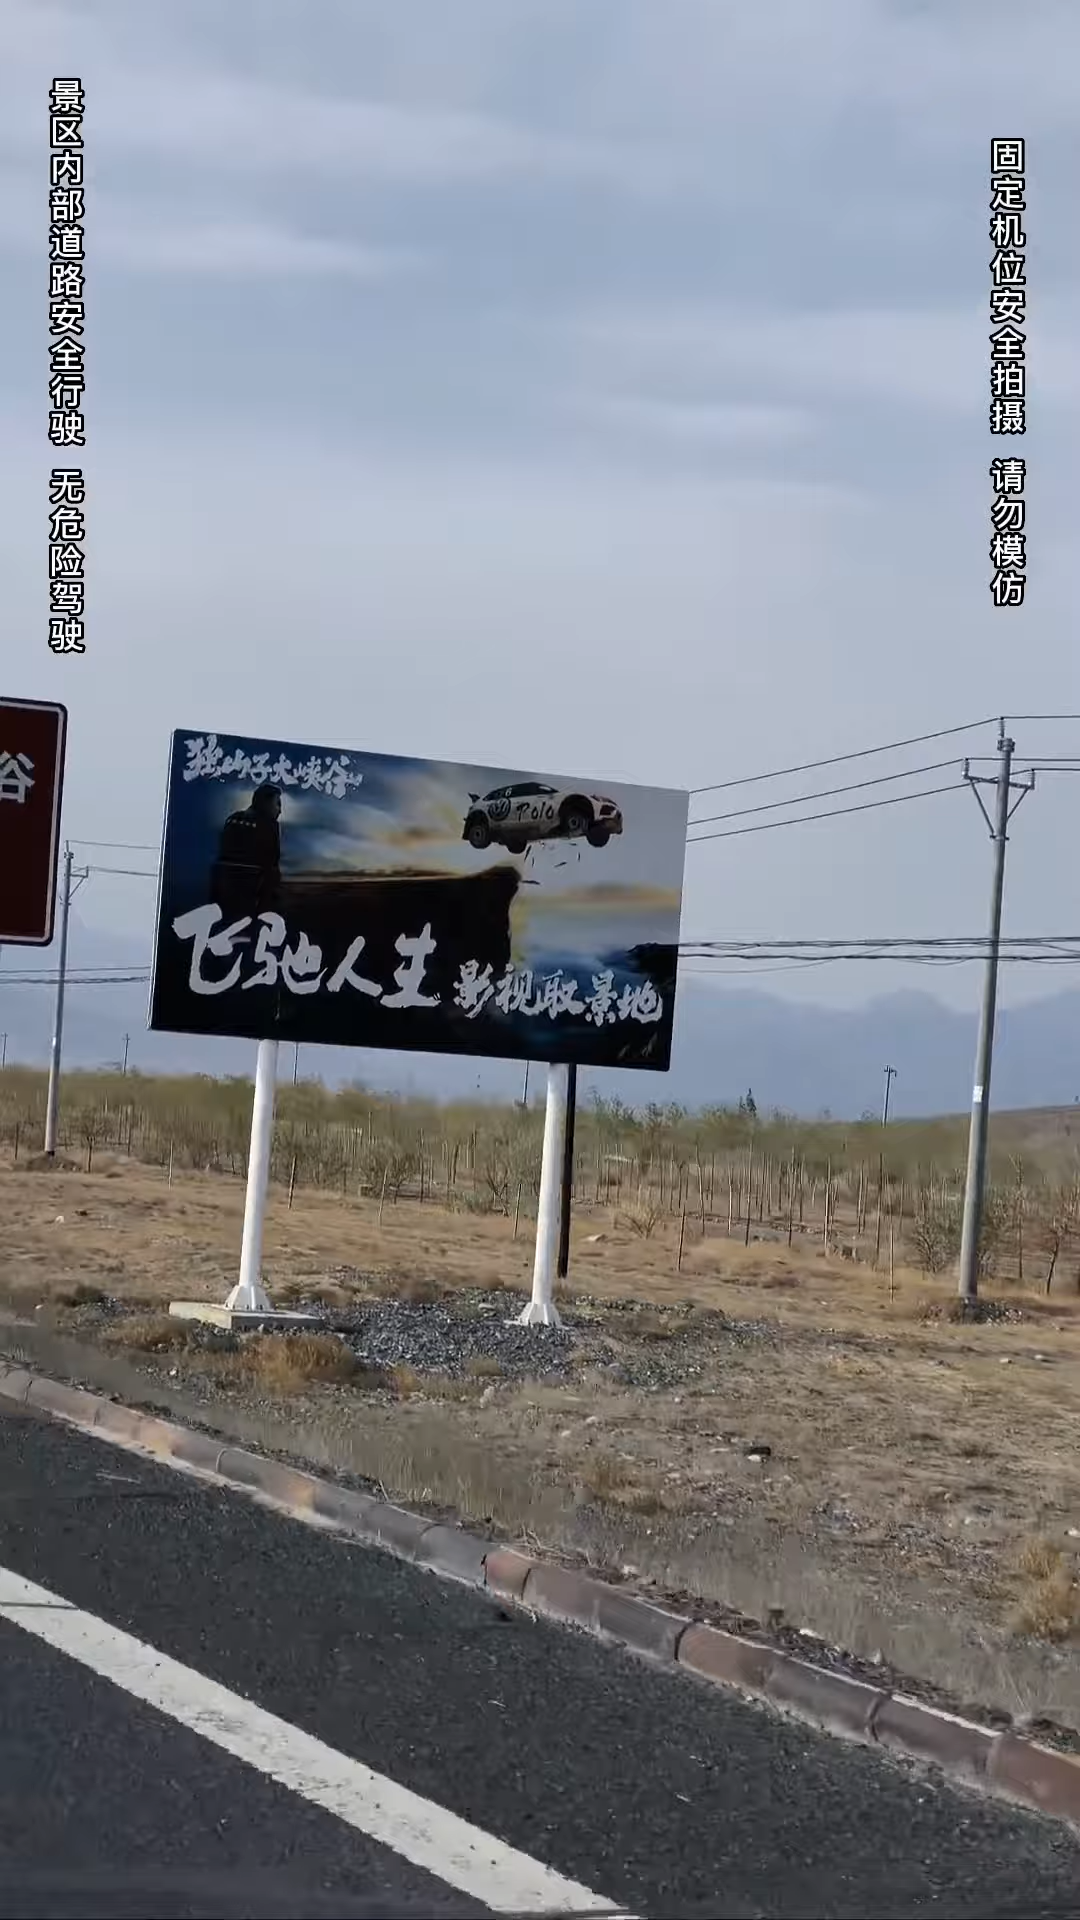 景区内部道路安全行驶 无危险驾驶
固定机位安全拍摄 请勿模仿
谷
独山子大峡谷
6
Polo
飞驰人生 影视取景地